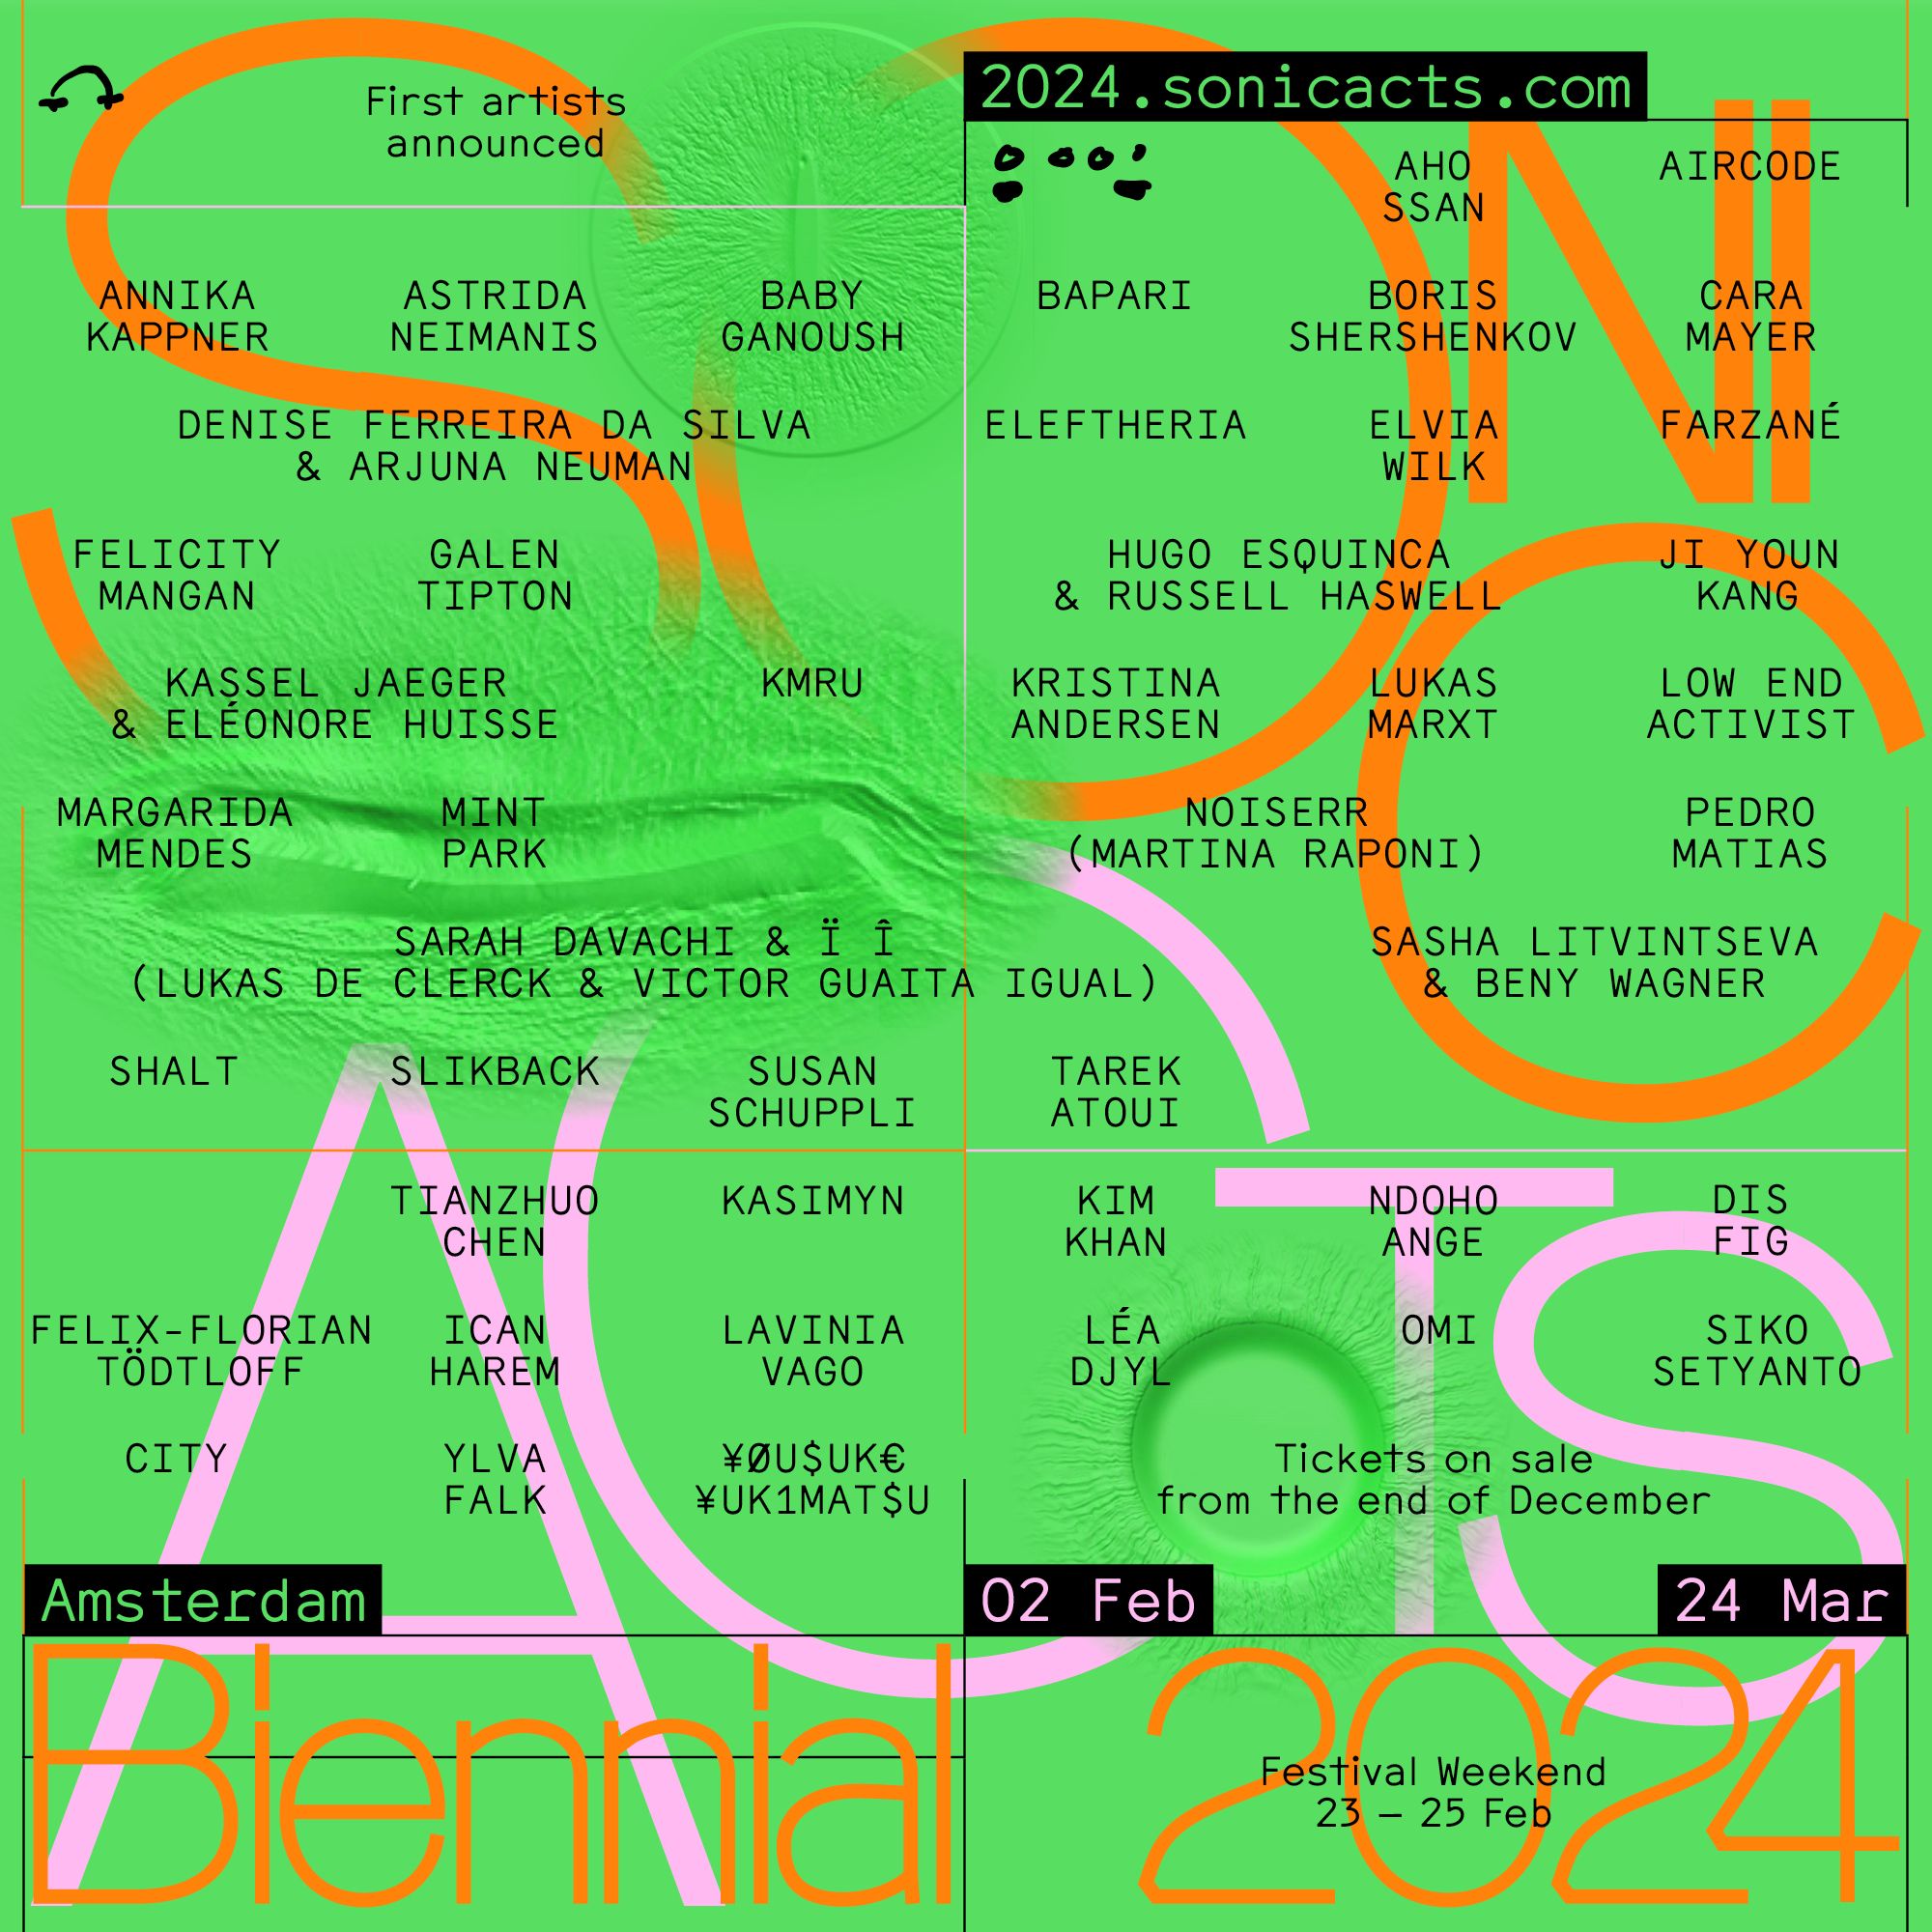 First artists
announced
2024.sonicacts.com
AHO
SSAN
AIRCODE
ANNIKA
KAPPNER
ASTRIDA
NEIMANIS
BABY
GANOUSH
BAPARI
BORIS
SHERSHENKOV
CARA
MAYER
DENISE FERREIRA DA SILVA
& ARJUNA NEUMAN
ELEFTHERIA
ELVIA
WILK
FARZANÉ
FELICITY
MANGAN
GALEN
TIPTON
HUGO ESQUINCA
& RUSSELL HASWELL
JI YOUN
KANG
KASSEL JAEGER
& ELÉONORE HUISSE
KMRU
KRISTINA
ANDERSEN
LUKAS
MARXT
LOW END
ACTIVIST
MARGARIDA
MENDES
MINT
PARK
NOISERR
(MARTINA RAPONI)
PEDRO
MATIAS
SARAH DAVACHI & Ï Î
(LUKAS DE CLERCK & VICTOR GUAITA IGUAL)
SASHA LITVINTSEVA
& BENY WAGNER
SHALT
SLIKBACK
SUSAN
SCHUPPLI
TAREK
ATOUI
TIANZHUO
CHEN
KASIMYN
KIM
KHAN
NDOHO
ANGE
DIS
FIG
FELIX-FLORIAN
TÖDTLOFF
ICAN
HAREM
LAVINIA
VAGO
LÉA
DJYL
OMI
SIKO
SETYANTO
CITY
YLVA
FALK
¥ØU$UK€
¥UK1MAT$U
Tickets on sale
from the end of December
Amsterdam
02 Feb
24 Mar
Biennial
2024
Festival Weekend
23 – 25 Feb
SONIC
ACTS